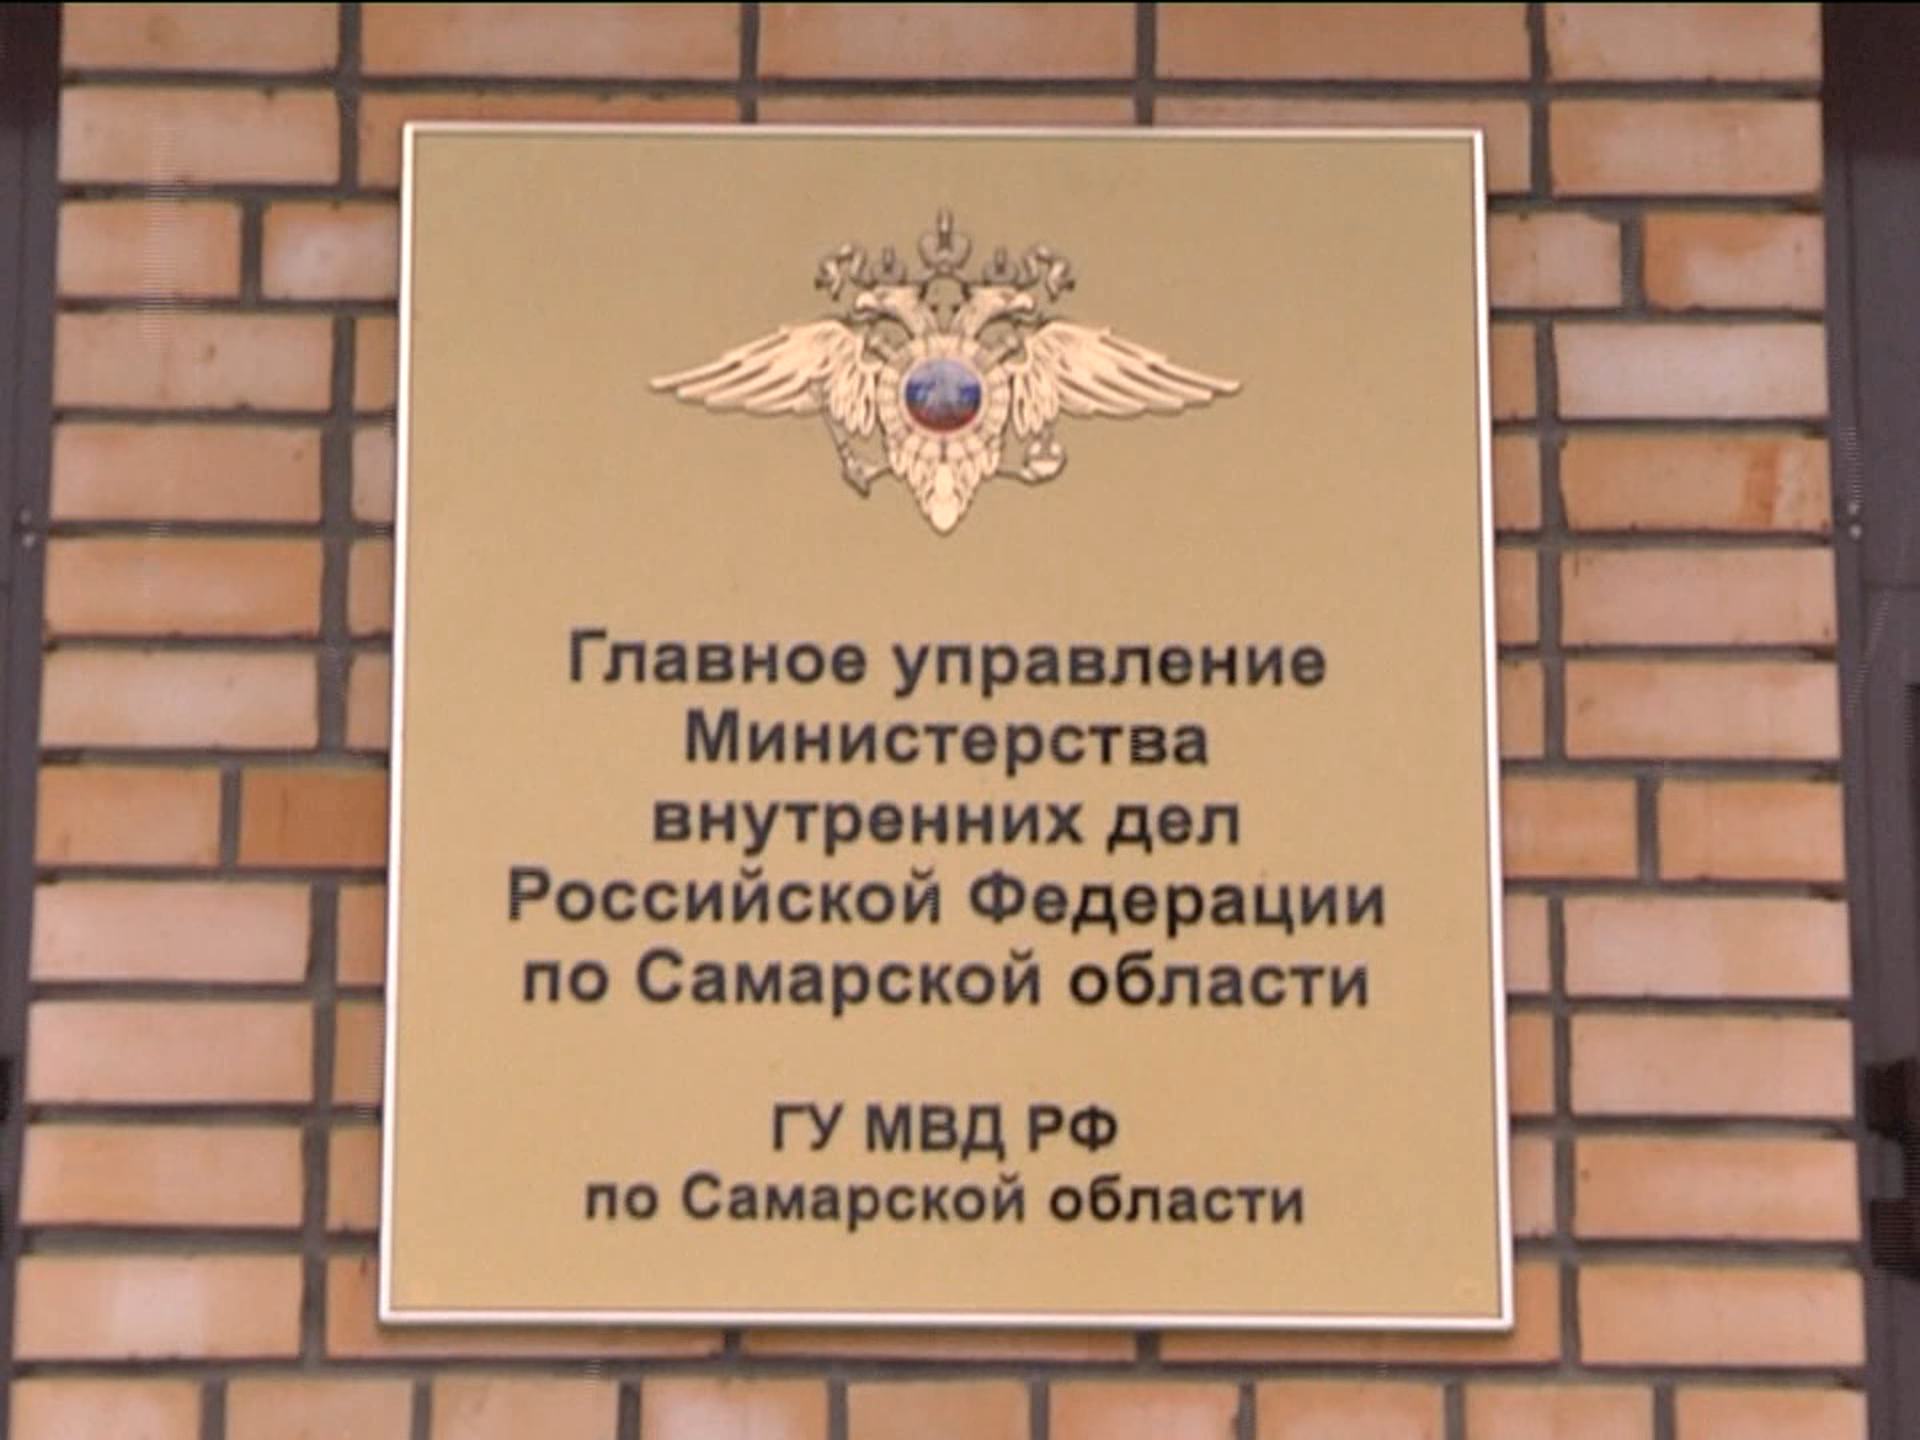 Главное управление
Министерства
внутренних дел
Российской Федерации
по Самарской области
ГУ МВД РФ
по Самарской области